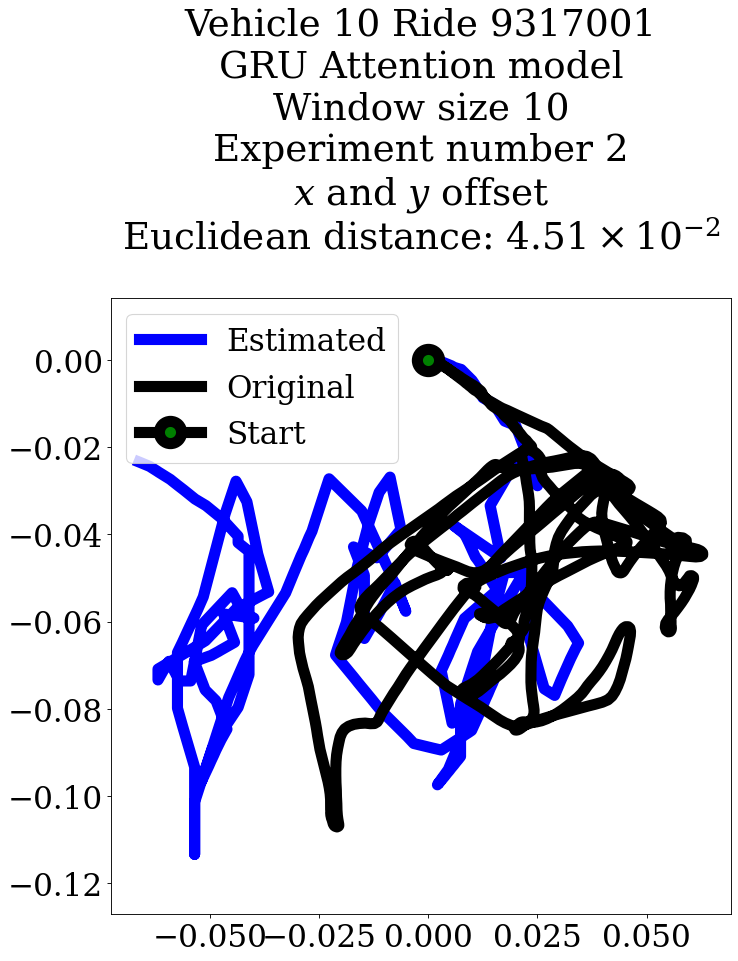 Vehicle 10 Ride 9317001
GRU Attention model
Window size 10
Experiment number 2
x and y offset
Euclidean distance: 4.51 × 10⁻²
Estimated
Original
Start
0.00
−0.02
−0.04
−0.06
−0.08
−0.10
−0.12
−0.050
−0.025
0.000
0.025
0.050